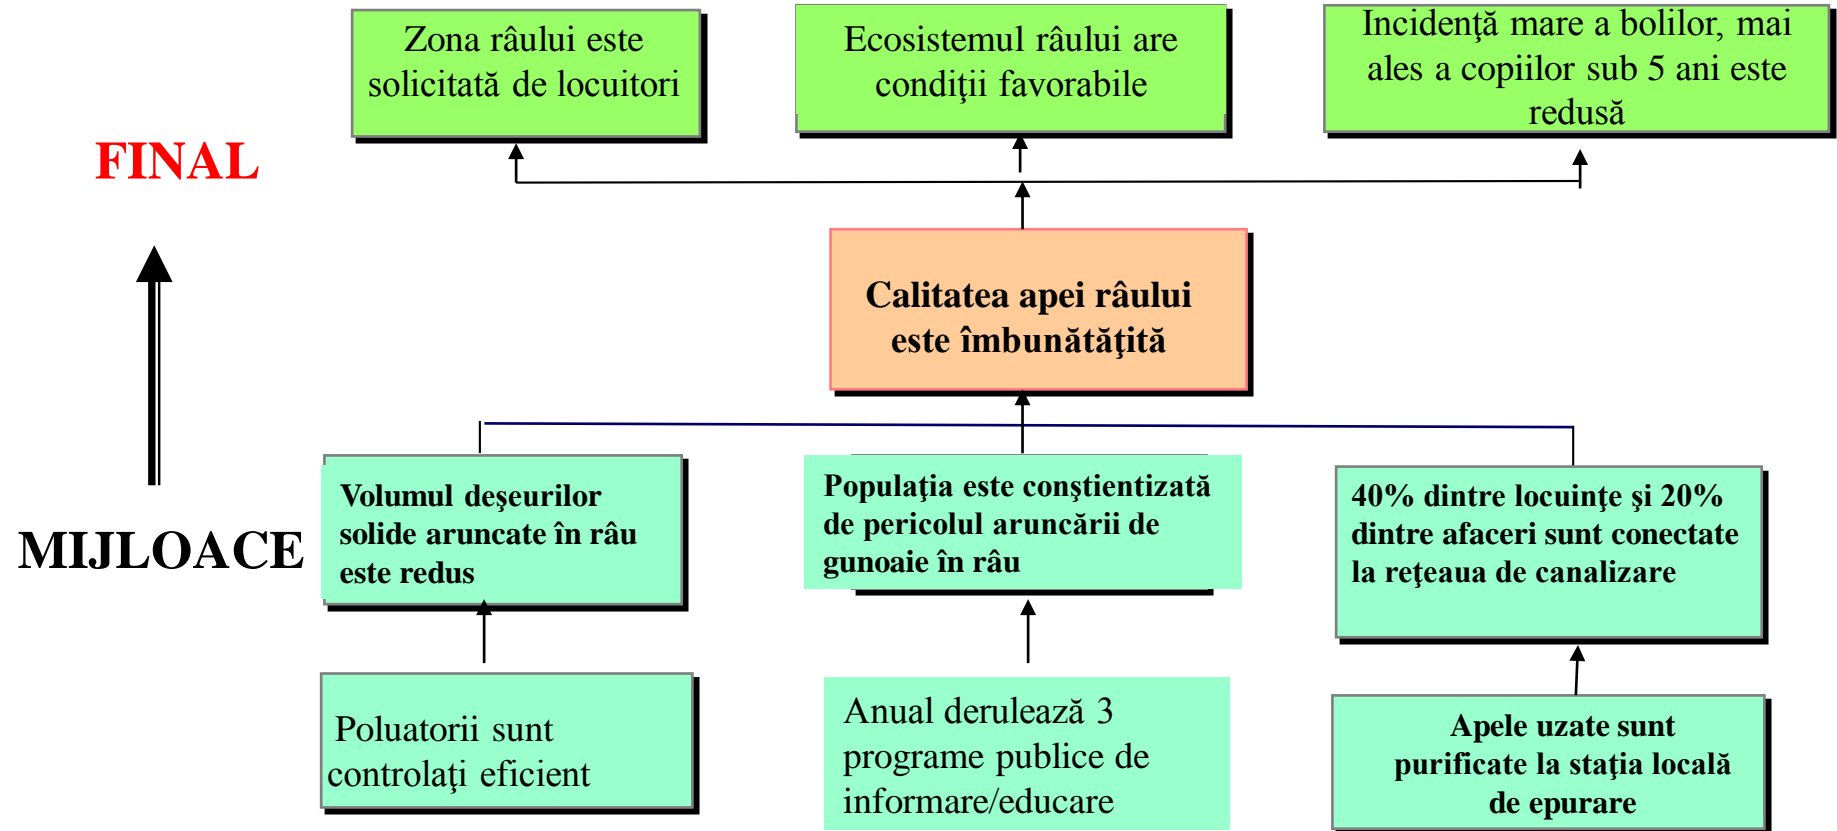 Zona râului este
solicitată de locuitori
Ecosistemul râului are
condiţii favorabile
Incidenţă mare a bolilor, mai
ales a copiilor sub 5 ani este
redusă
FINAL
Calitatea apei râului
este îmbunătăţită
MIJLOACE
Volumul deşeurilor
solide aruncate în râu
este redus
Populaţia este conştientizată
de pericolul aruncării de
gunoaie în râu
40% dintre locuinţe şi 20%
dintre afaceri sunt conectate
la reţeaua de canalizare
Poluatorii sunt
controlaţi eficient
Anual derulează 3
programe publice de
informare/educare
Apele uzate sunt
purificate la staţia locală
de epurare